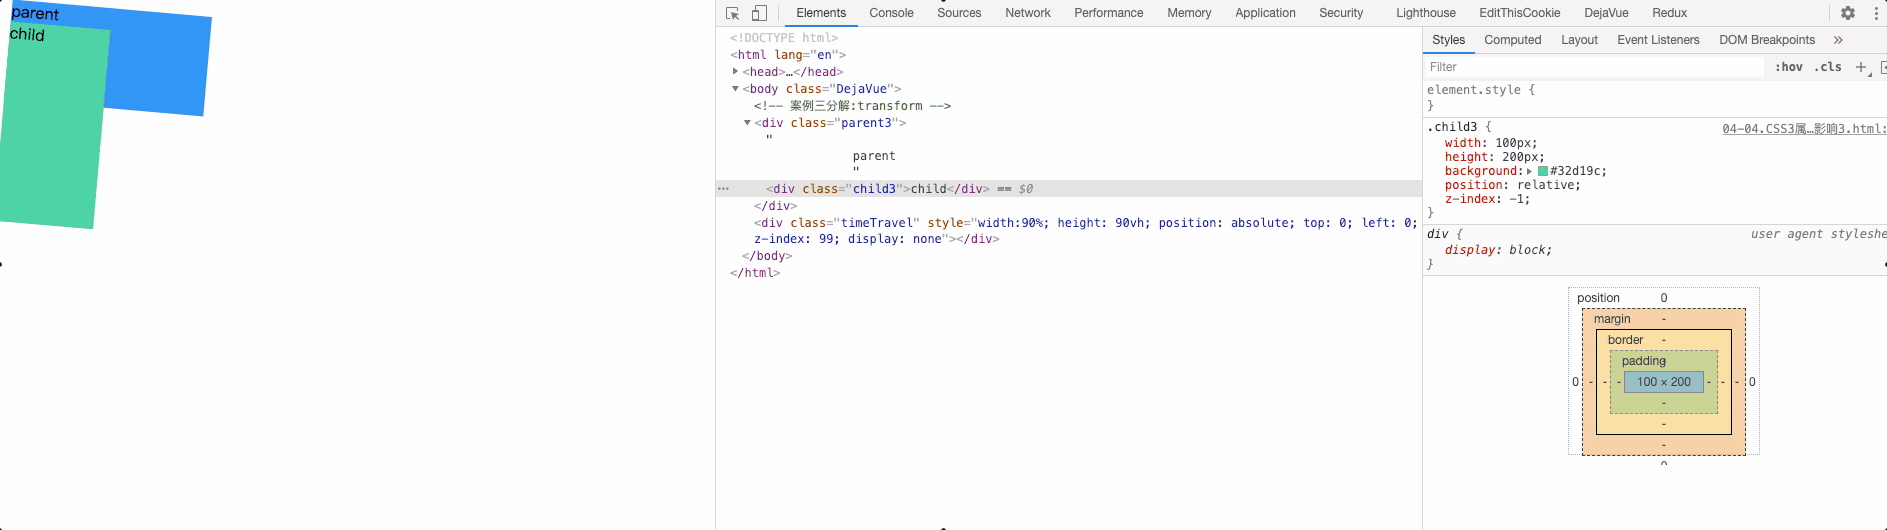 parent
child
Elements Console Sources Network Performance Memory Application Security Lighthouse EditThisCookie DejaVue Redux
<!DOCTYPE html>
<html lang="en">
<head>…</head>
<body class="DejaVue">
<!-- 案例三分解:transform -->
<div class="parent3">
"
parent
"
<div class="child3">child</div> == $0
</div>
<div class="timeTravel" style="width:90%; height: 90vh; position: absolute; top: 0; left: 0;
z-index: 99; display: none"></div>
</body>
</html>
Styles Computed Layout Event Listeners DOM Breakpoints »
Filter :hov .cls +
element.style {
}
.child3 { 04-04.CSS3属…影响3.html:
width: 100px;
height: 200px;
background: #32d19c;
position: relative;
z-index: -1;
}
div { user agent styleshe
display: block;
}
position 0
margin -
border -
padding
0 - - - 100 × 200 - - - 0
-
-
-